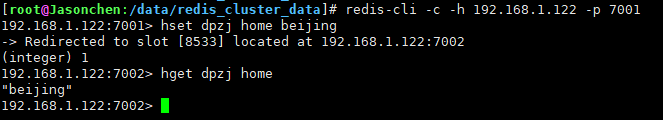 [root@Jasonchen:/data/redis_cluster_data]# redis-cli -c -h 192.168.1.122 -p 7001
192.168.1.122:7001> hset dpzj home beijing
-> Redirected to slot [8533] located at 192.168.1.122:7002
(integer) 1
192.168.1.122:7002> hget dpzj home
"beijing"
192.168.1.122:7002>